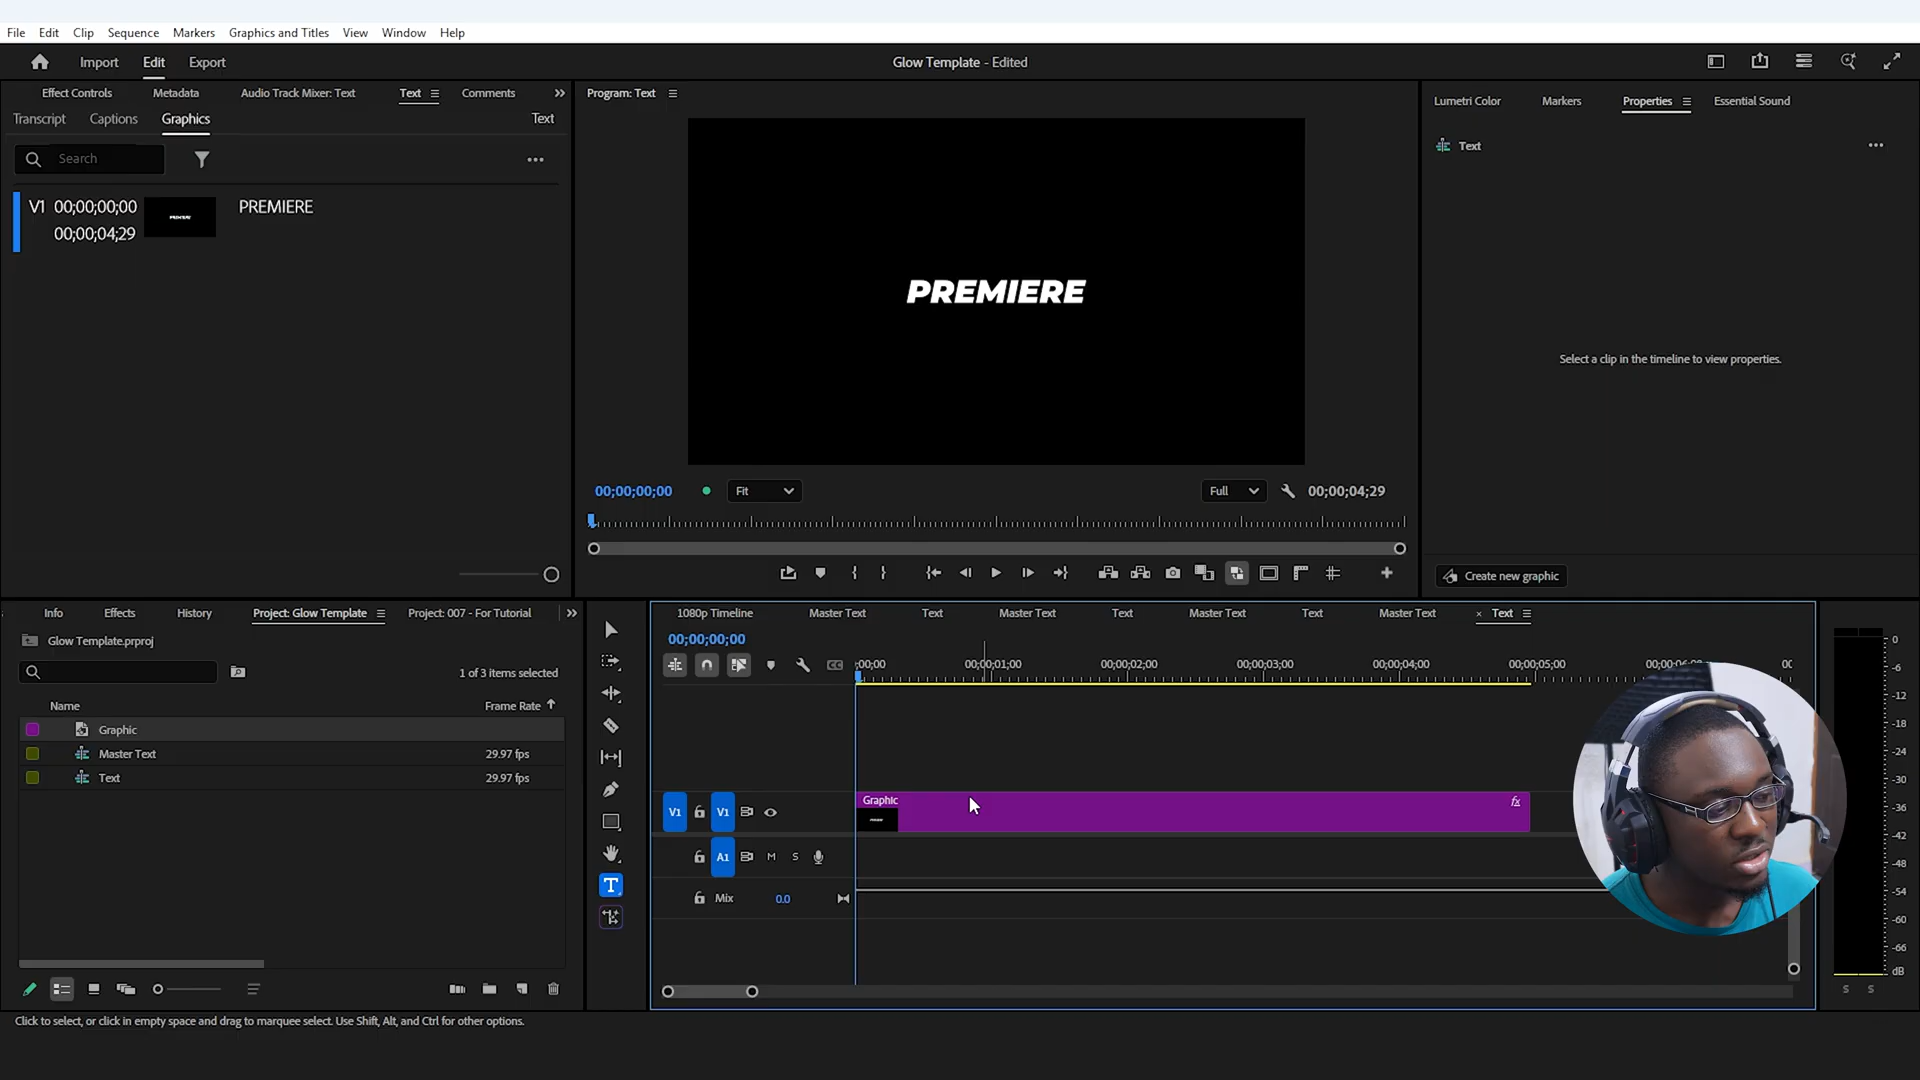 File Edit Clip Sequence Markers Graphics and Titles View Window Help
Import Edit Export
Glow Template - Edited
Effect Controls Metadata Audio Track Mixer: Text Text Comments
Transcript Captions Graphics Text
Search
V1 00;00;00;00 PREMIERE
00;00;04;29
Program: Text
PREMIERE
00;00;00;00 Fit Full 00;00;04;29
Lumetri Color Markers Properties Essential Sound
Text
Select a clip in the timeline to view properties.
Create new graphic
Info Effects History Project: Glow Template Project: 007 - For Tutorial
Glow Template.prproj
1 of 3 items selected
Name Frame Rate
Graphic
Master Text 29.97 fps
Text 29.97 fps
T
1080p Timeline Master Text Text Master Text Text Master Text Text Master Text × Text
00;00;00;00
;00;00 00;00;01;00 00;00;02;00 00;00;03;00 00;00;04;00 00;00;05;00
CC
Graphic fx
V1 V1
A1 M S
Mix 0.0
0
-6
-12
-18
-24
-30
-36
-42
-48
-54
-60
-66
dB
S S
Click to select, or click in empty space and drag to marquee select. Use Shift, Alt, and Ctrl for other options.